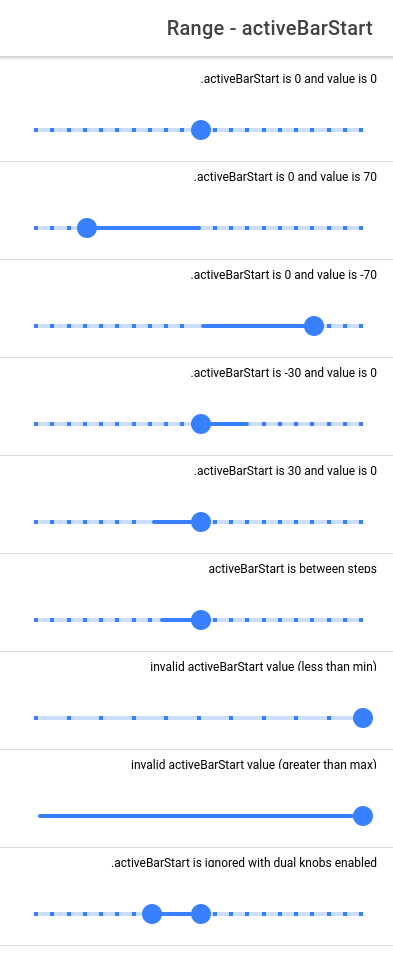 Range - activeBarStart
.activeBarStart is 0 and value is 0
.activeBarStart is 0 and value is 70
.activeBarStart is 0 and value is -70
.activeBarStart is -30 and value is 0
.activeBarStart is 30 and value is 0
activeBarStart is between steps
invalid activeBarStart value (less than min)
invalid activeBarStart value (greater than max)
.activeBarStart is ignored with dual knobs enabled